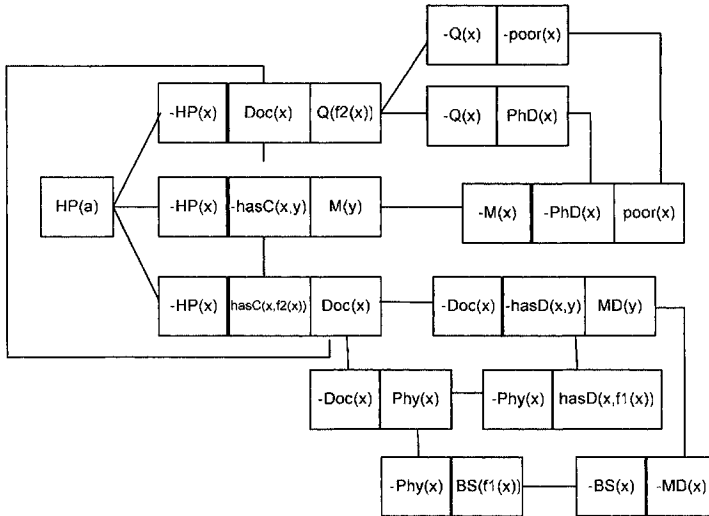 -Q(x) -poor(x)
-HP(x) Doc(x) Q(f2(x))
-Q(x) PhD(x)
HP(a)
-HP(x) -hasC(x,y) M(y)
-M(x) -PhD(x) poor(x)
-HP(x) hasC(x,f2(x)) Doc(x)
-Doc(x) -hasD(x,y) MD(y)
-Doc(x) Phy(x)
-Phy(x) hasD(x,f1(x))
-Phy(x) BS(f1(x))
-BS(x) -MD(x)